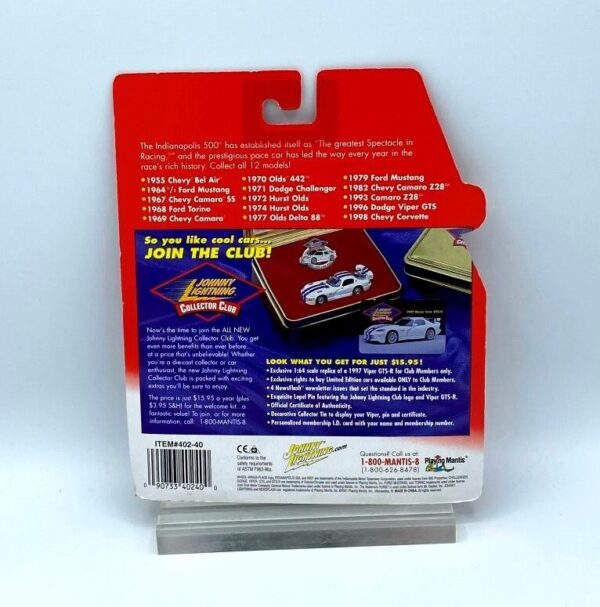 The Indianapolis 500® has established itself as "The greatest Spectacle in
Racing,™" and the prestigious pace car has led the way every year in the
race's rich history. Collect all 12 models!
• 1955 Chevy® Bel Air™
• 1964 1/2 Ford Mustang
• 1967 Chevy Camaro® SS
• 1968 Ford Torino
• 1969 Chevy Camaro®
• 1970 Olds® 442™
• 1971 Dodge Challenger
• 1972 Hurst Olds
• 1974 Hurst Olds
• 1977 Olds Delta 88™
• 1979 Ford Mustang
• 1982 Chevy Camaro Z28™
• 1993 Camaro Z28™
• 1996 Dodge Viper GTS
• 1998 Chevy Corvette
So you like cool cars...
JOIN THE CLUB!
JOHNNY
LIGHTNING
COLLECTOR CLUB
Now's the time to join the ALL NEW
Johnny Lightning Collector Club. You get
even more benefits than ever before...
at a price that's unbelievable! Whether
you're a die-cast collector or car
enthusiast, the new Johnny Lightning
Collector Club is packed with exciting
extras you'll be sure to enjoy.
The price is just $15.95 a year (plus
$3.95 S&H) for the welcome kit...a
fantastic value! To join, or for more
information, call: 1-800-MANTIS-8.
LOOK WHAT YOU GET FOR JUST $15.95!
• Exclusive 1:64 scale replica of a 1997 Viper GTS-R for Club Members only.
• Exclusive rights to buy Limited Edition cars available ONLY to Club Members.
• 4 NewsFlash™ newsletter issues that set the standard in the industry.
• Exquisite Lapel Pin featuring the Johnny Lightning Club logo and Viper GTS-R.
• Official Certificate of Authenticity.
• Decorative Collector Tin to display your Viper, pin and certificate.
• Personalized membership I.D. card with your name and membership number.
ITEM#402-40
0 90733 40240 0
CE
Conforms to the
safety requirements
of ASTM F963-96a.
JOHNNY
LIGHTNING.com
Questions? Call us at
1-800-MANTIS-8
(1-800-626-8478)
Playing Mantis